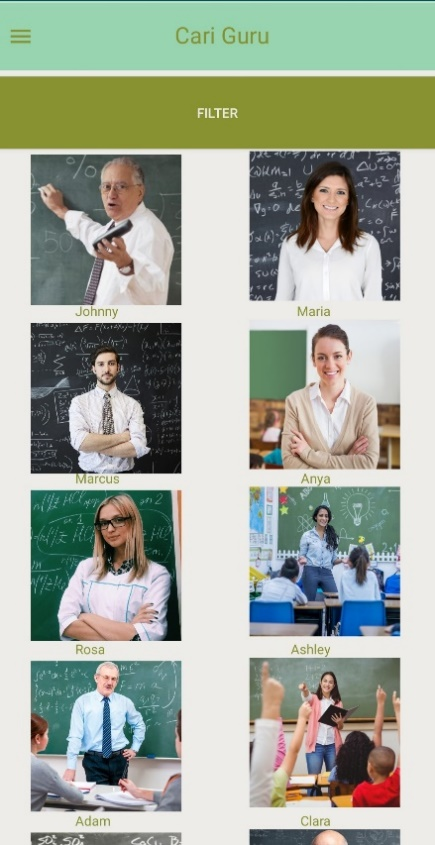 Cari Guru
FILTER
Johnny
Maria
Marcus
Anya
Rosa
Ashley
Adam
Clara